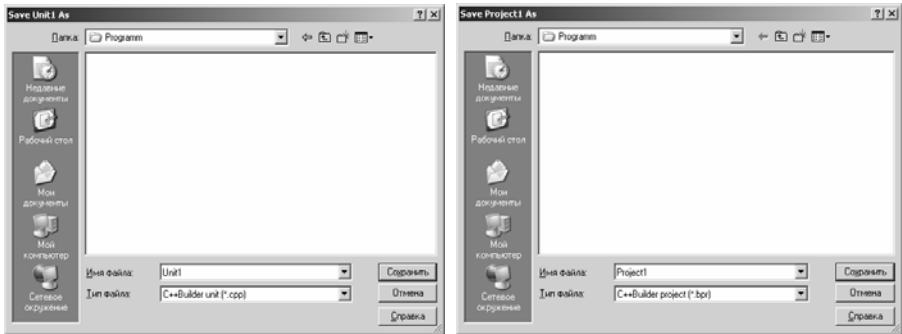 Save Unit1 As
Папка:
Programm
Недавние
документы
Рабочий стол
Мои
документы
Мой
компьютер
Сетевое
окружение
Имя файла:
Unit1
Сохранить
Тип файла:
C++Builder unit (*.cpp)
Отмена
Справка
Save Project1 As
Папка:
Programm
Недавние
документы
Рабочий стол
Мои
документы
Мой
компьютер
Сетевое
окружение
Имя файла:
Project1
Сохранить
Тип файла:
C++Builder project (*.bpr)
Отмена
Справка